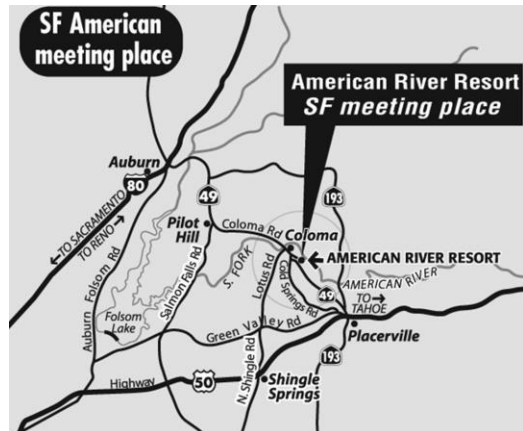 SF American
meeting place
American River Resort
SF meeting place
Auburn
80
TO SACRAMENTO
TO RENO
49
193
Pilot
Hill
Coloma Rd
Coloma
AMERICAN RIVER RESORT
S. FORK
AMERICAN RIVER
Auburn Folsom Rd
Salmon Falls Rd
Lotus Rd
Cold Springs Rd
49
TO
TAHOE
Folsom
Lake
Green Valley Rd
Placerville
193
Highway
50
N. Shingle Rd
Shingle
Springs